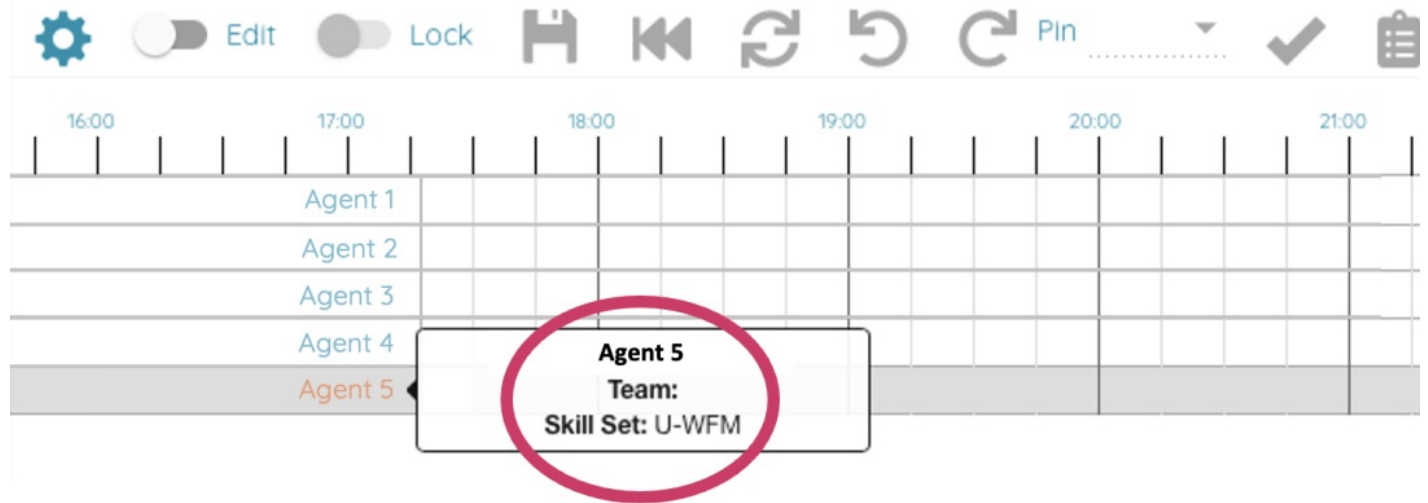 Edit Lock Pin
16:00 17:00 18:00 19:00 20:00 21:00
Agent 1
Agent 2
Agent 3
Agent 4
Agent 5
Agent 5
Team:
Skill Set: U-WFM